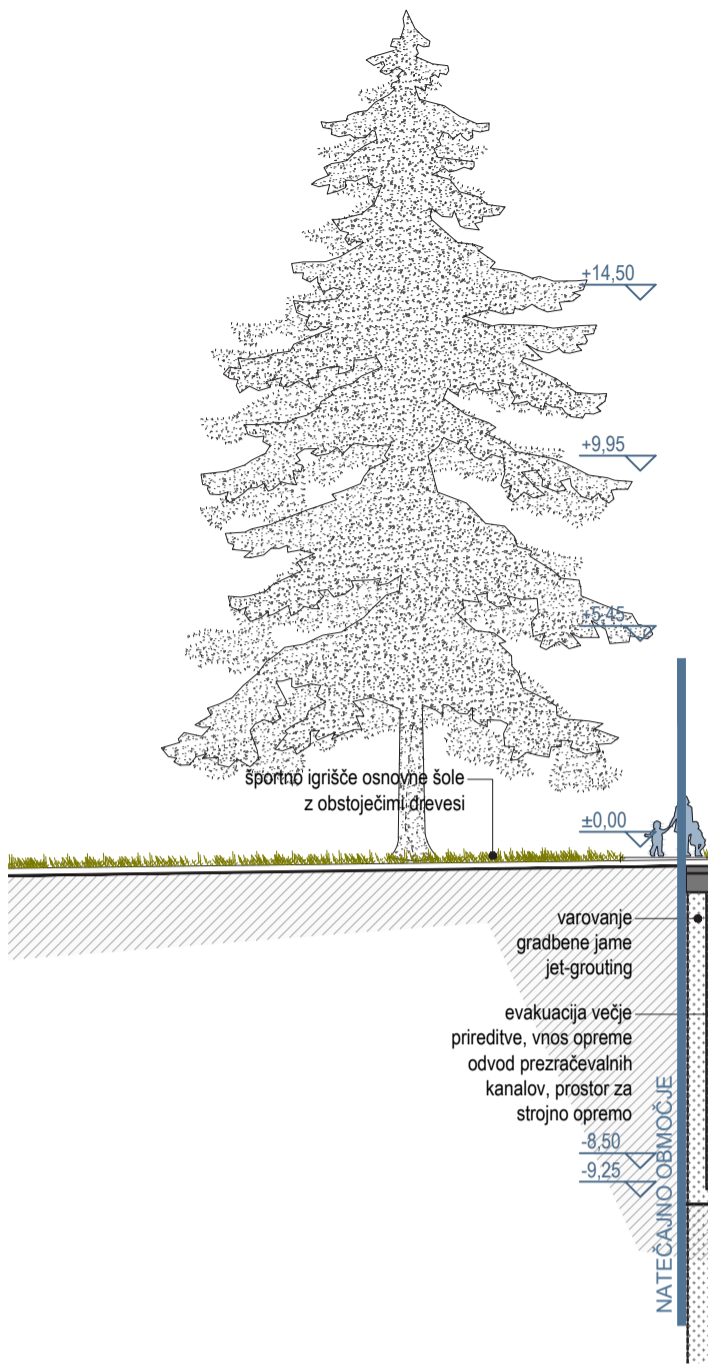 +14,50
+9,95
+5,45
športno igrišče osnovne šole
z obstoječimi drevesi
±0,00
varovanje
gradbene jame
jet-grouting
evakuacija večje
prireditve, vnos opreme
odvod prezračevalnih
kanalov, prostor za
strojno opremo
-8,50
-9,25
NATEČAJNO OBMOČJE